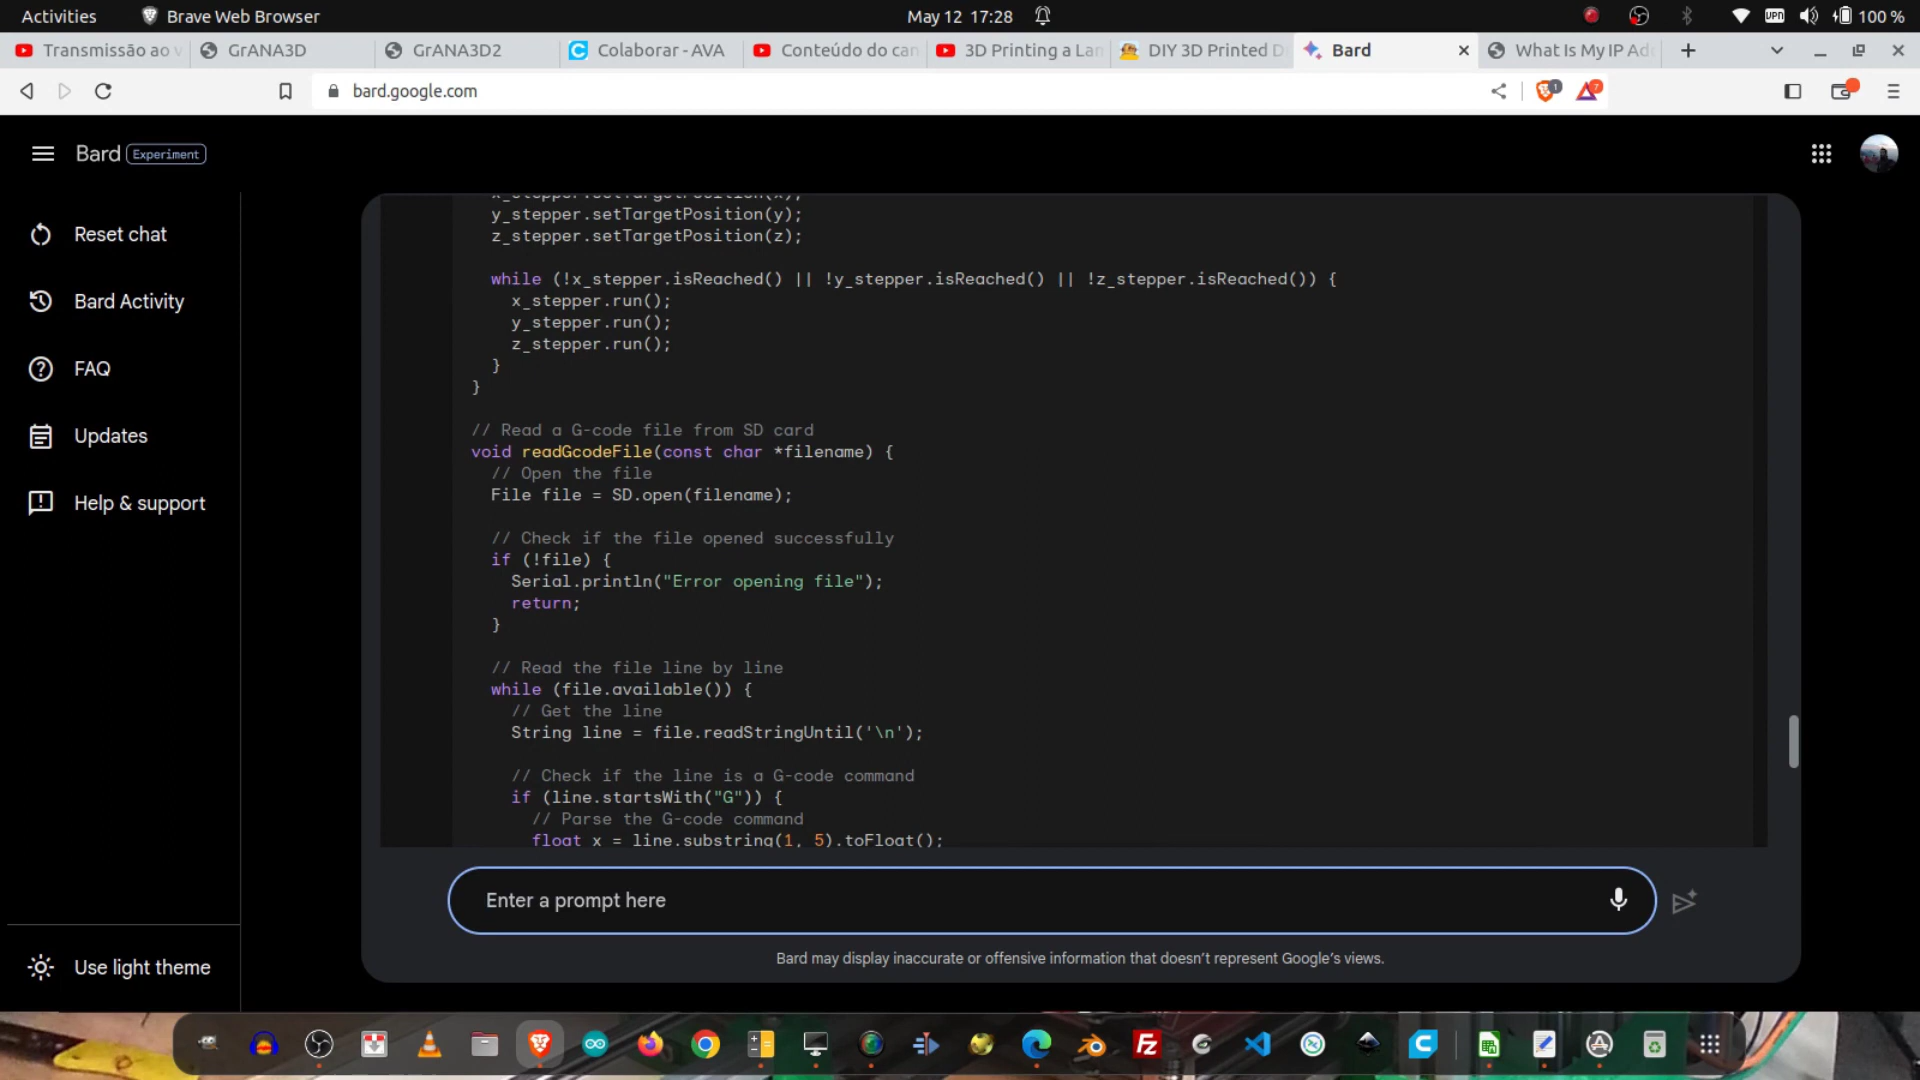 Activities
Brave Web Browser
May 12 17:28
VPN
100 %
Transmissão ao v
GrANA3D
GrANA3D2
Colaborar - AVA
Conteúdo do can
3D Printing a Lan
DIY 3D Printed D
Bard
What Is My IP Ad
bard.google.com
1
7
Bard Experiment
Reset chat
Bard Activity
FAQ
Updates
Help & support
Use light theme
x_stepper.setTargetPosition(x);
y_stepper.setTargetPosition(y);
z_stepper.setTargetPosition(z);
while (!x_stepper.isReached() || !y_stepper.isReached() || !z_stepper.isReached()) {
x_stepper.run();
y_stepper.run();
z_stepper.run();
}
}
// Read a G-code file from SD card
void readGcodeFile(const char *filename) {
// Open the file
File file = SD.open(filename);
// Check if the file opened successfully
if (!file) {
Serial.println("Error opening file");
return;
}
// Read the file line by line
while (file.available()) {
// Get the line
String line = file.readStringUntil('\n');
// Check if the line is a G-code command
if (line.startsWith("G")) {
// Parse the G-code command
float x = line.substring(1, 5).toFloat();
Enter a prompt here
Bard may display inaccurate or offensive information that doesn't represent Google's views.
Fz